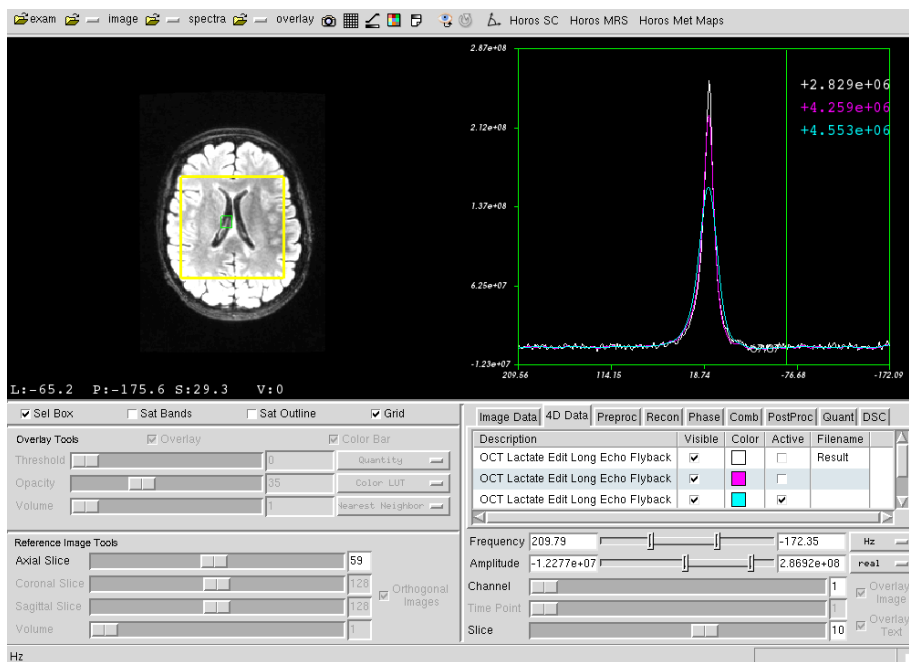 exam image spectra overlay Horos SC Horos MRS Horos Met Maps
2.87e+08
+2.829e+06
+4.259e+06
+4.553e+06
2.12e+08
1.37e+08
6.25e+07
-1.23e+07
209.56 114.15 18.74 -76.68 -172.09
L:-65.2 P:-175.6 S:29.3 V:0
Sel Box Sat Bands Sat Outline Grid
Overlay Tools Overlay Color Bar
Threshold 0 Quantity
Opacity 35 Color LUT
Volume 1 Nearest Neighbor
Reference Image Tools
Axial Slice 59
Coronal Slice 128
Sagittal Slice 128
Orthogonal
Images
Volume 1
Image Data 4D Data Preproc Recon Phase Comb PostProc Quant DSC
Description Visible Color Active Filename
OCT Lactate Edit Long Echo Flyback Result
OCT Lactate Edit Long Echo Flyback
OCT Lactate Edit Long Echo Flyback
Frequency 209.79 -172.35 Hz
Amplitude -1.2277e+07 2.8692e+08 real
Channel 1
Overlay
Image
Time Point 1
Slice 10
Overlay
Text
Hz